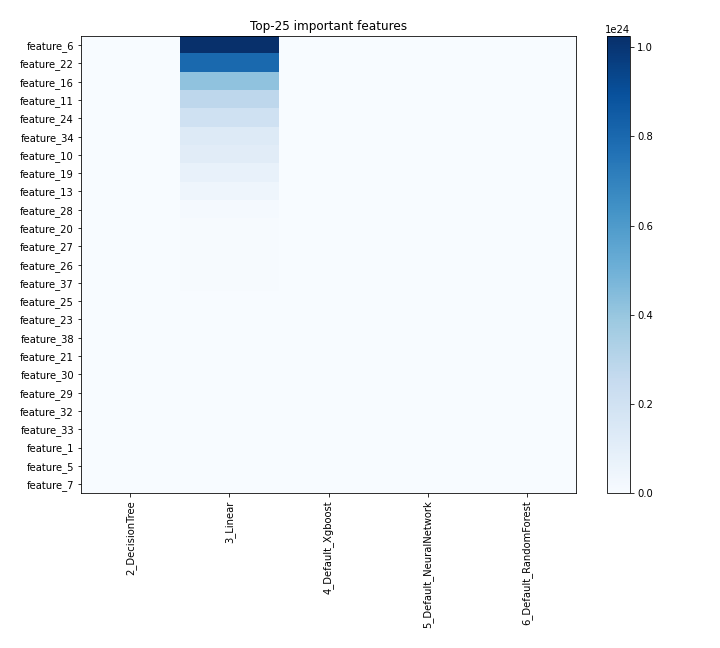 Top-25 important features
1e24
feature_6
feature_22
feature_16
feature_11
feature_24
feature_34
feature_10
feature_19
feature_13
feature_28
feature_20
feature_27
feature_26
feature_37
feature_25
feature_23
feature_38
feature_21
feature_30
feature_29
feature_32
feature_33
feature_1
feature_5
feature_7
1.0
0.8
0.6
0.4
0.2
0.0
2_DecisionTree
3_Linear
4_Default_Xgboost
5_Default_NeuralNetwork
6_Default_RandomForest